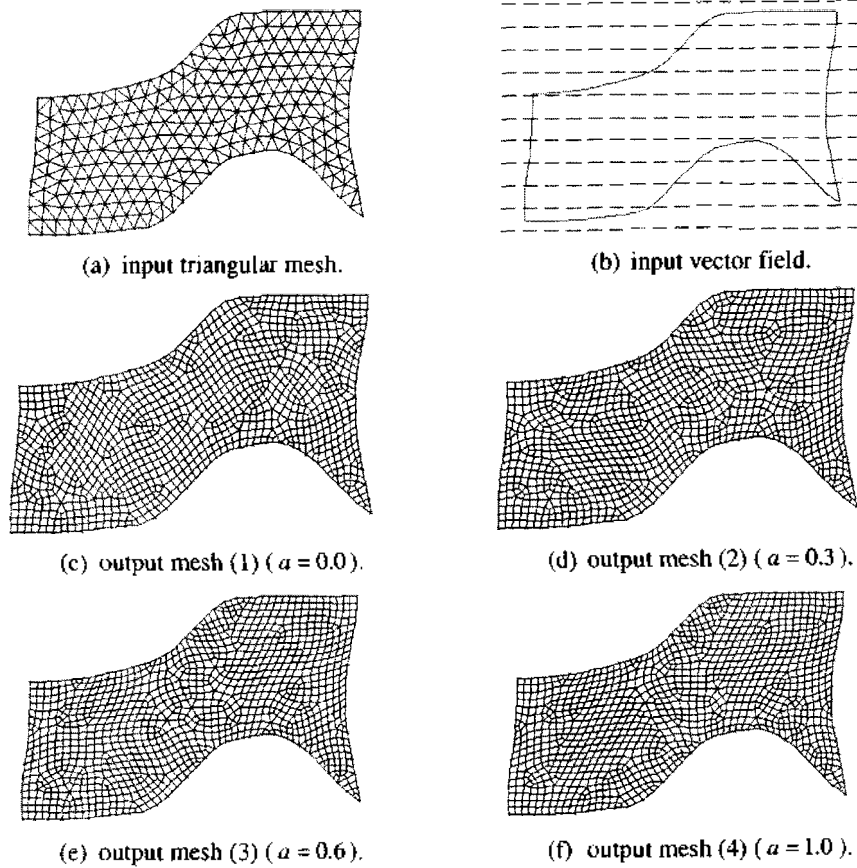 (a) input triangular mesh.
(b) input vector field.
(c) output mesh (1) ( a = 0.0 ).
(d) output mesh (2) ( a = 0.3 ).
(e) output mesh (3) ( a = 0.6 ).
(f) output mesh (4) ( a = 1.0 ).